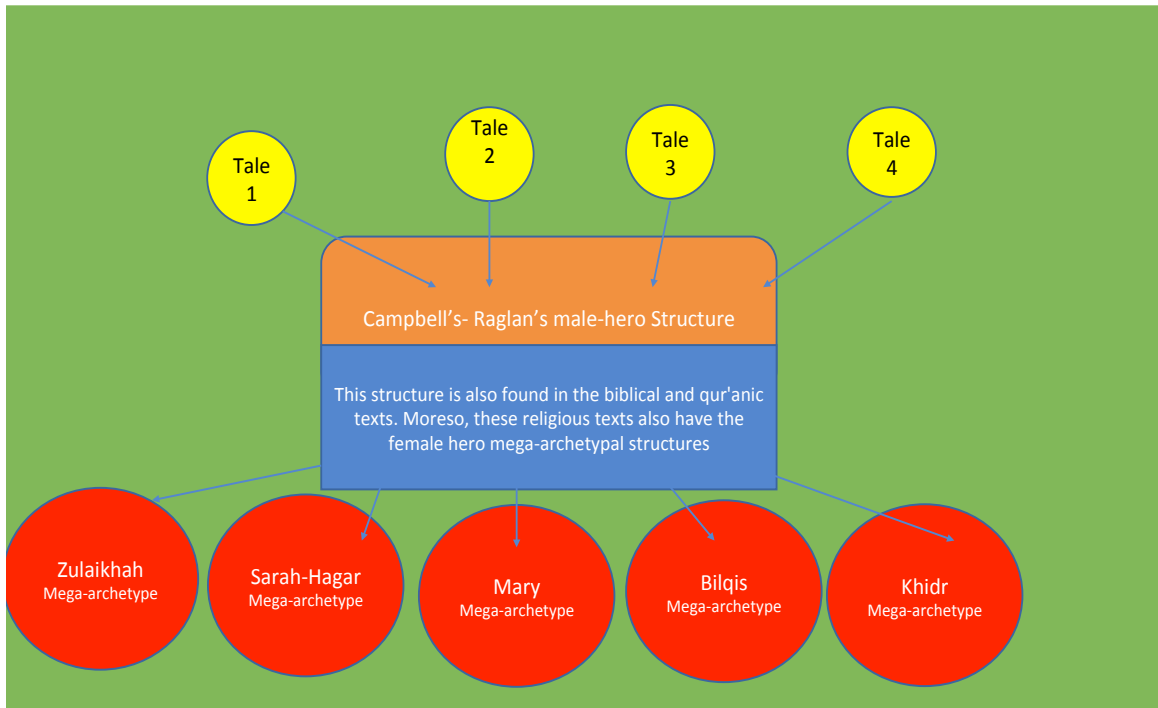 Tale
1
Tale
2
Tale
3
Tale
4
Campbell’s- Raglan’s male-hero Structure
This structure is also found in the biblical and qur'anic
texts. Moreso, these religious texts also have the
female hero mega-archetypal structures
Zulaikhah
Mega-archetype
Sarah-Hagar
Mega-archetype
Mary
Mega-archetype
Bilqis
Mega-archetype
Khidr
Mega-archetype